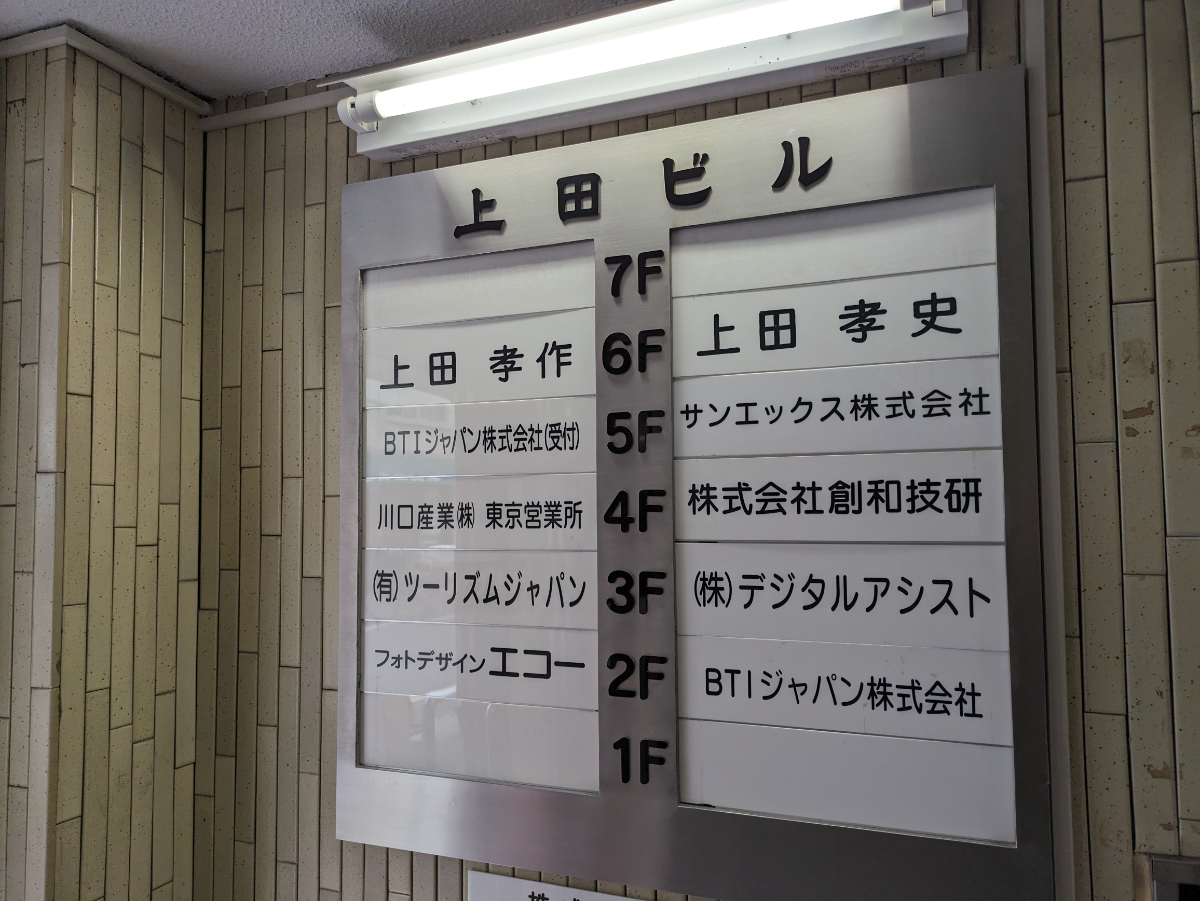 上田ビル
7F
上田 孝作 6F 上田 孝史
BTIジャパン株式会社(受付) 5F サンエックス株式会社
川口産業㈱ 東京営業所 4F 株式会社創和技研
(有)ツーリズムジャパン 3F (株)デジタルアシスト
フォトデザインエコー 2F BTIジャパン株式会社
1F